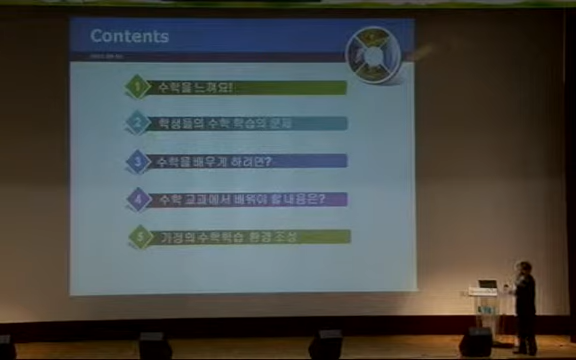 Contents
1 수학을 느껴요!
2 학생들의 수학 학습의 문제
3 수학을 배우게 하려면?
4 수학 교과에서 배워야 할 내용은?
5 가정의 수학학습 환경 조성